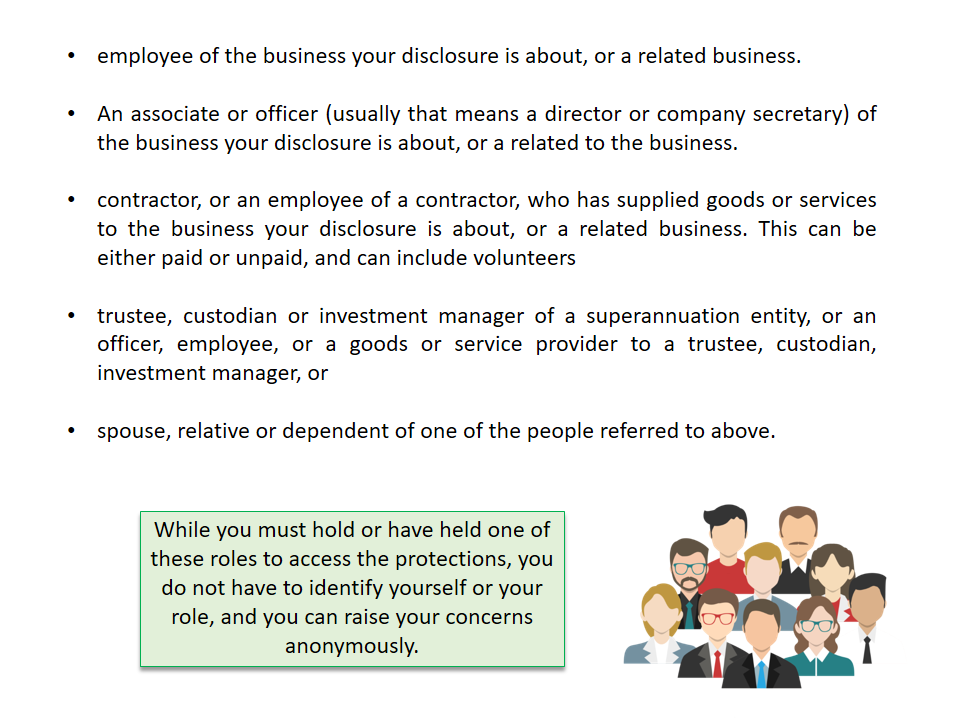 • employee of the business your disclosure is about, or a related business.
• An associate or officer (usually that means a director or company secretary) of
the business your disclosure is about, or a related to the business.
• contractor, or an employee of a contractor, who has supplied goods or services
to the business your disclosure is about, or a related business. This can be
either paid or unpaid, and can include volunteers
• trustee, custodian or investment manager of a superannuation entity, or an
officer, employee, or a goods or service provider to a trustee, custodian,
investment manager, or
• spouse, relative or dependent of one of the people referred to above.
While you must hold or have held one of
these roles to access the protections, you
do not have to identify yourself or your
role, and you can raise your concerns
anonymously.